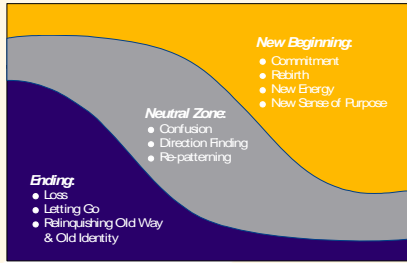 New Beginning:
• Commitment
• Rebirth
• New Energy
• New Sense of Purpose
Neutral Zone:
• Confusion
• Direction Finding
• Re-patterning
Ending:
• Loss
• Letting Go
• Relinquishing Old Way
& Old Identity